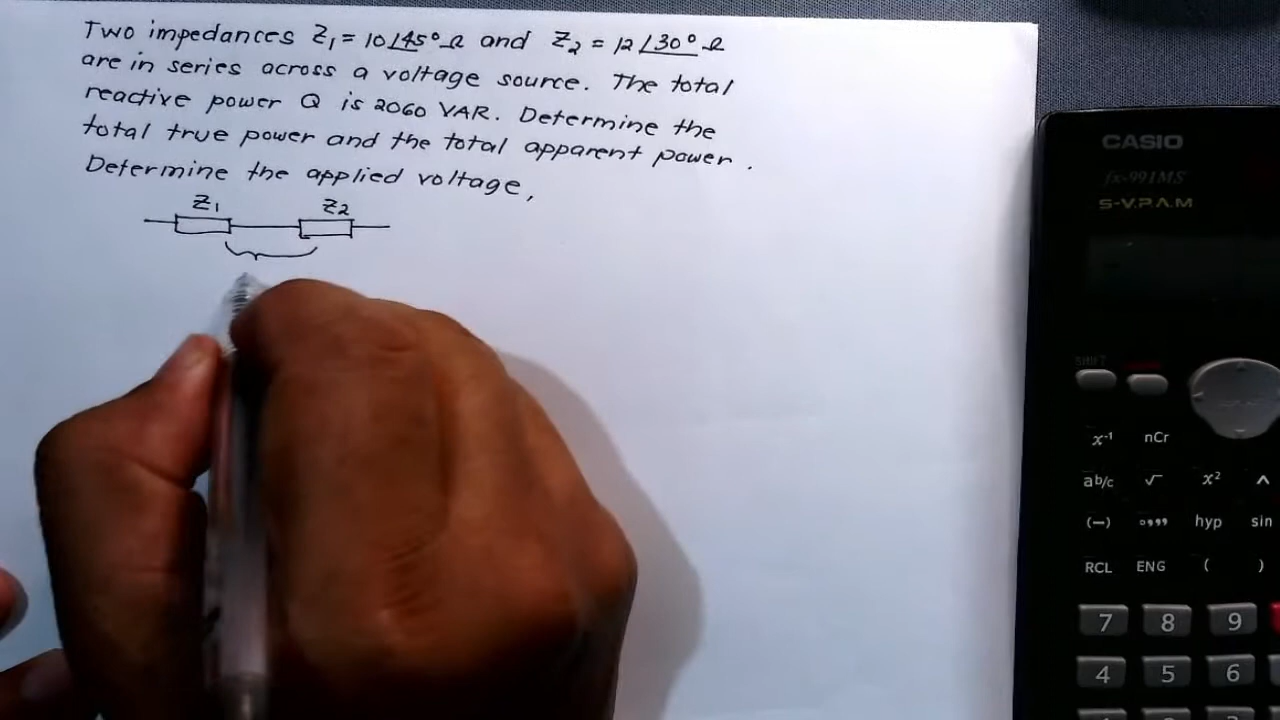 Two impedances Z₁ = 10∠45° Ω and Z₂ = 12∠30° Ω
are in series across a voltage source. The total
reactive power Q is 2060 VAR. Determine the
total true power and the total apparent power.
Determine the applied voltage,
Z₁ Z₂
CASIO
fx-991MS
S-V.P.A.M
SHIFT
x⁻¹ nCr
ab/c √ x² ^
(−) °,,, hyp sin
RCL ENG ( )
7 8 9
4 5 6